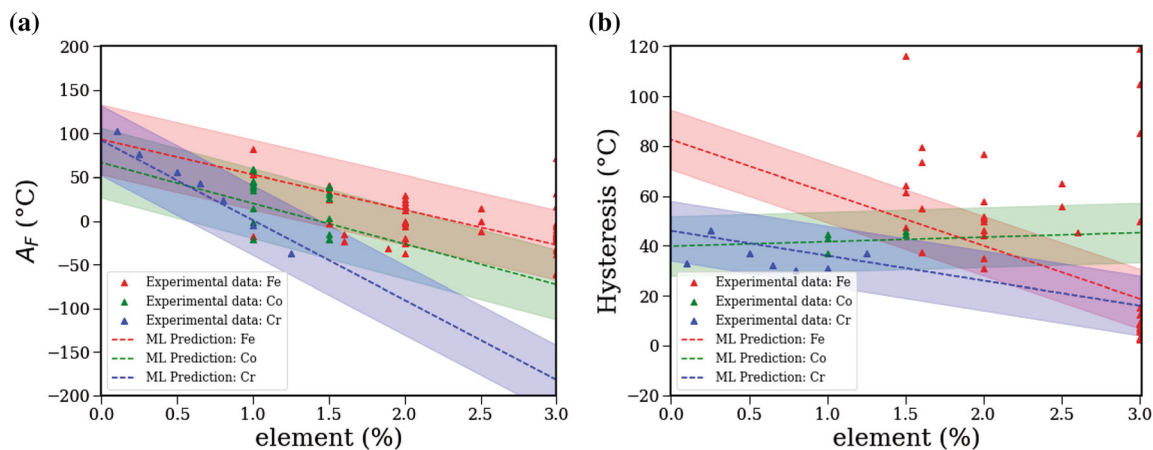 (a)
200
150
100
50
0
−50
−100
−150
−200
A_F (°C)
Experimental data: Fe
Experimental data: Co
Experimental data: Cr
ML Prediction: Fe
ML Prediction: Co
ML Prediction: Cr
0.0 0.5 1.0 1.5 2.0 2.5 3.0
element (%)
(b)
120
100
80
60
40
20
0
−20
Hysteresis (°C)
Experimental data: Fe
Experimental data: Co
Experimental data: Cr
ML Prediction: Fe
ML Prediction: Co
ML Prediction: Cr
0.0 0.5 1.0 1.5 2.0 2.5 3.0
element (%)